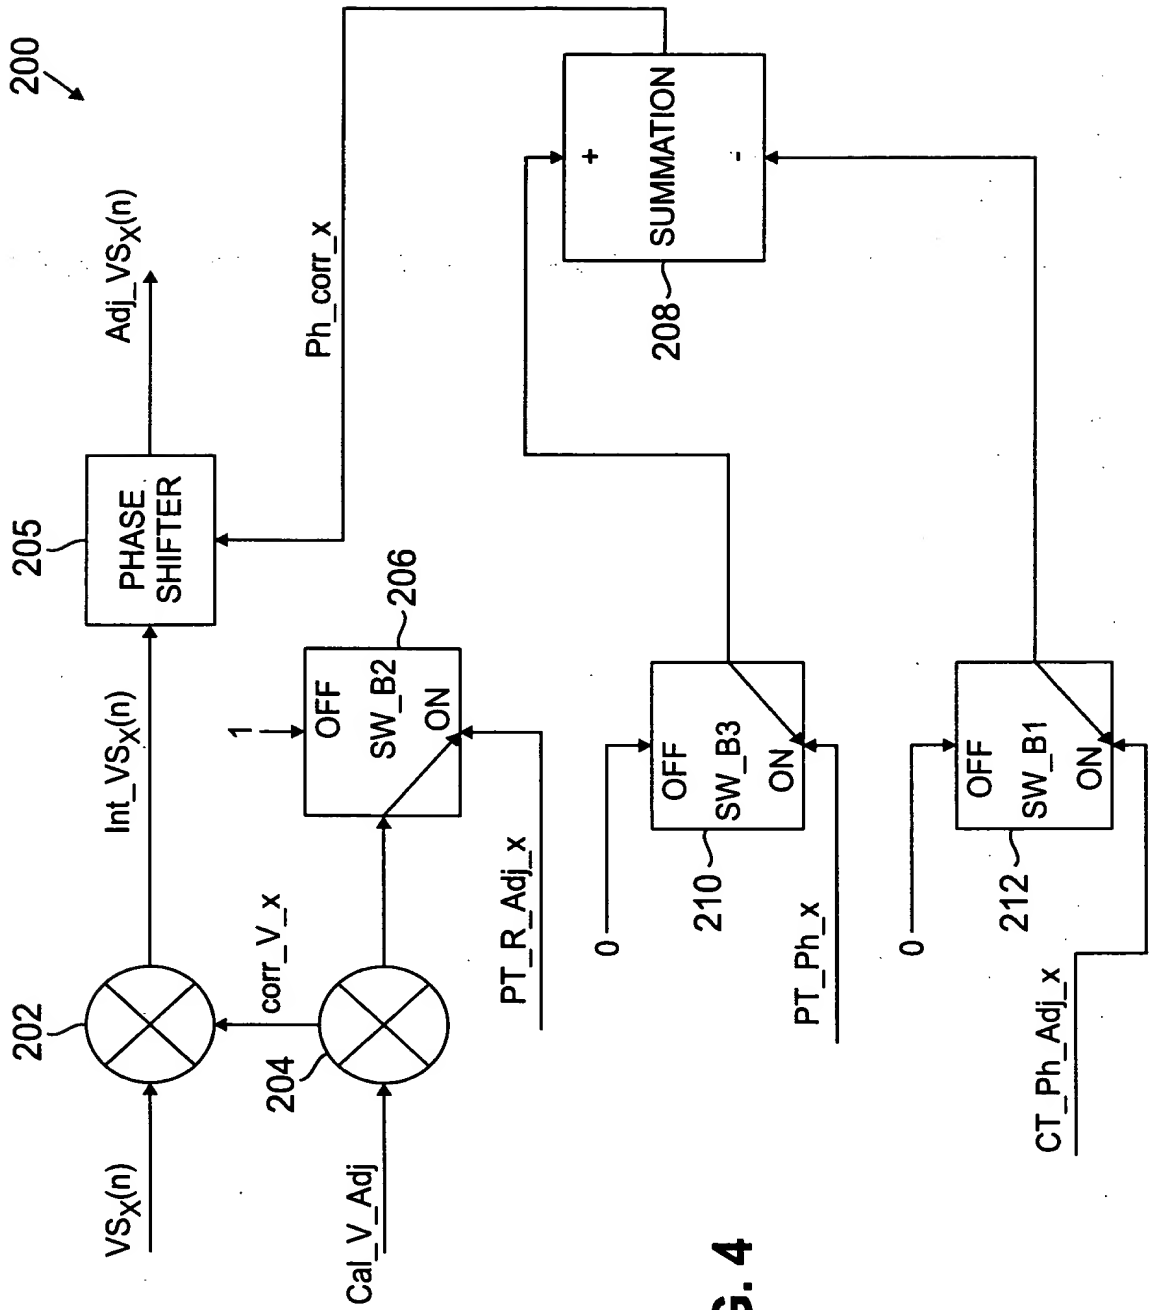 200
VSX(n)
202
Int_VSX(n)
205
PHASE
SHIFTER
Adj_VSX(n)
Cal_V_Adj
204
corr_V_x
1
OFF
SW_B2
ON
206
PT_R_Adj_x
Ph_corr_x
0
OFF
SW_B3
ON
210
PT_Ph_x
+
SUMMATION
-
208
0
OFF
SW_B1
ON
212
CT_Ph_Adj_x
G. 4